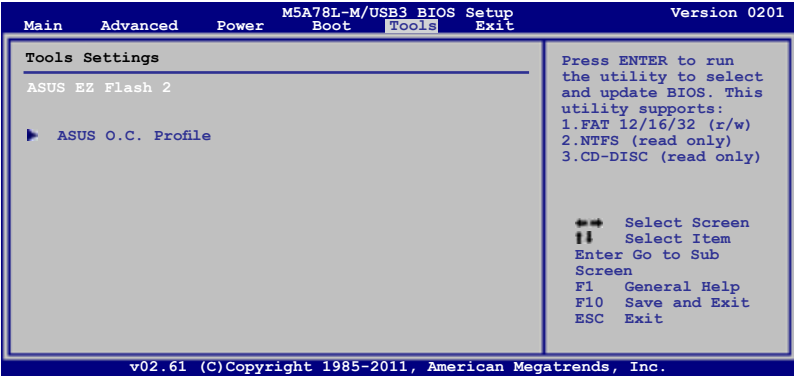 M5A78L-M/USB3 BIOS Setup Version 0201
Main Advanced Power Boot Tools Exit
Tools Settings
ASUS EZ Flash 2
ASUS O.C. Profile
Press ENTER to run
the utility to select
and update BIOS. This
utility supports:
1.FAT 12/16/32 (r/w)
2.NTFS (read only)
3.CD-DISC (read only)
Select Screen
Select Item
Enter Go to Sub
Screen
F1 General Help
F10 Save and Exit
ESC Exit
v02.61 (C)Copyright 1985-2011, American Megatrends, Inc.